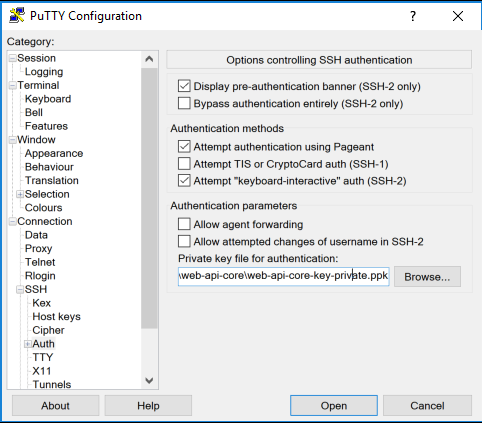 PuTTY Configuration
?
Category:
Session
Logging
Terminal
Keyboard
Bell
Features
Window
Appearance
Behaviour
Translation
Selection
Colours
Connection
Data
Proxy
Telnet
Rlogin
SSH
Kex
Host keys
Cipher
Auth
TTY
X11
Tunnels
Options controlling SSH authentication
Display pre-authentication banner (SSH-2 only)
Bypass authentication entirely (SSH-2 only)
Authentication methods
Attempt authentication using Pageant
Attempt TIS or CryptoCard auth (SSH-1)
Attempt "keyboard-interactive" auth (SSH-2)
Authentication parameters
Allow agent forwarding
Allow attempted changes of username in SSH-2
Private key file for authentication:
\web-api-core\web-api-core-key-private.ppk
Browse...
About
Help
Open
Cancel